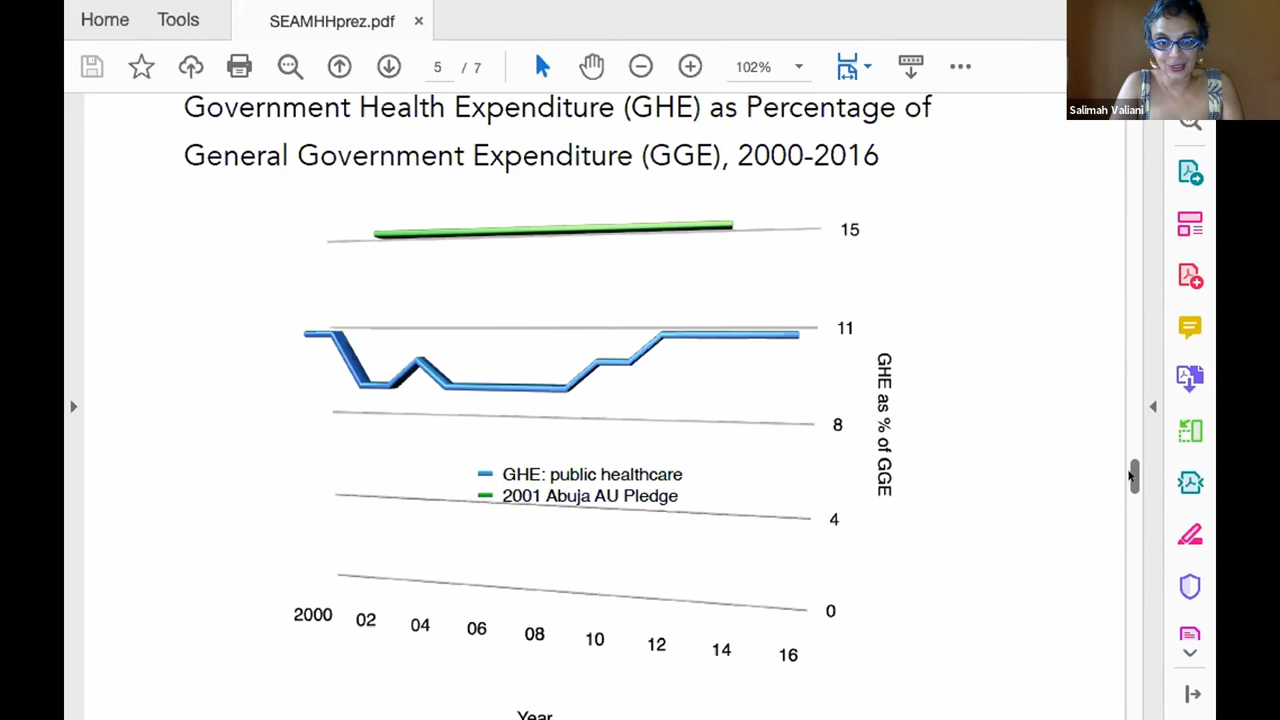 Home Tools SEAMHHprez.pdf ×
5 / 7 102%
Salimah Valiani
Government Health Expenditure (GHE) as Percentage of
General Government Expenditure (GGE), 2000-2016
15
11
8
4
0
GHE as % of GGE
GHE: public healthcare
2001 Abuja AU Pledge
2000 02 04 06 08 10 12 14 16
Year